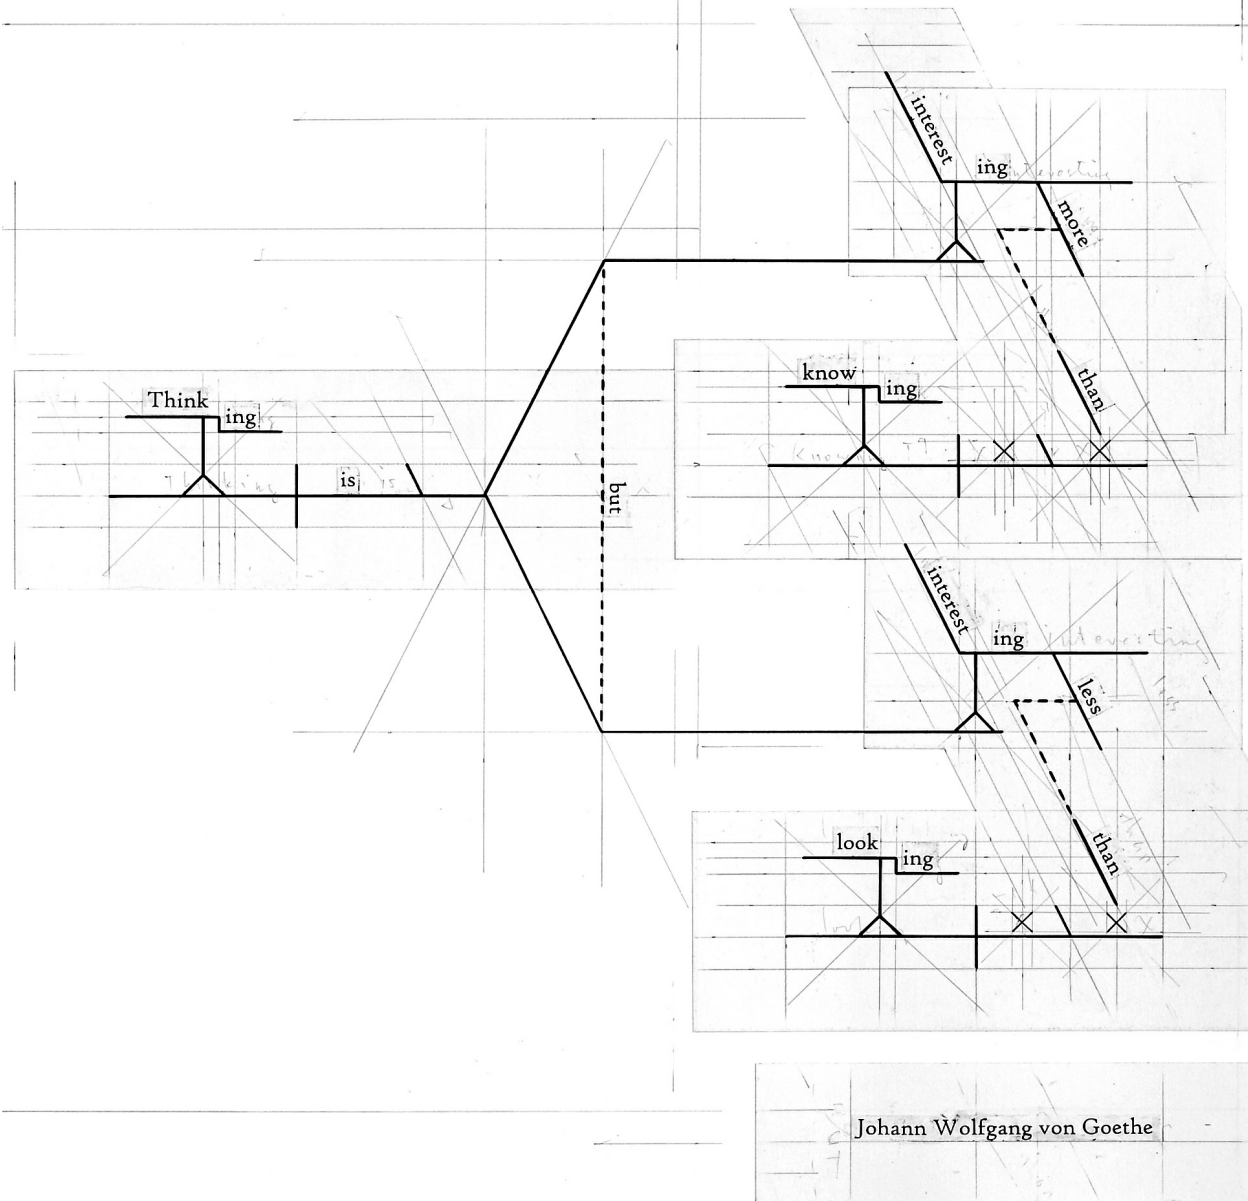 Think
ing
is
but
interest
ing
more
than
know
ing
interest
ing
less
than
look
ing
Johann Wolfgang von Goethe